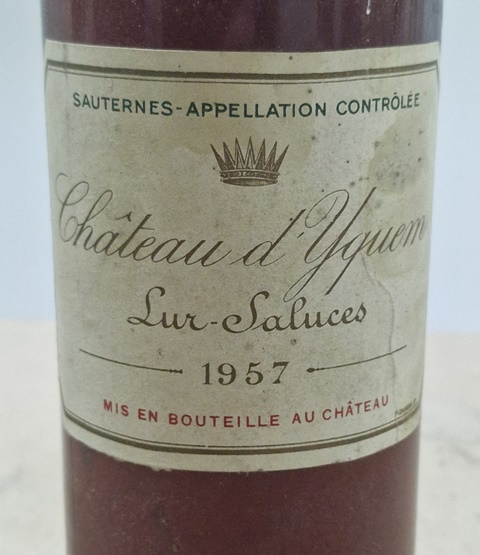 SAUTERNES-APPELLATION CONTRÔLÉE
Château d'Yquem
Lur-Saluces
1957
MIS EN BOUTEILLE AU CHÂTEAU